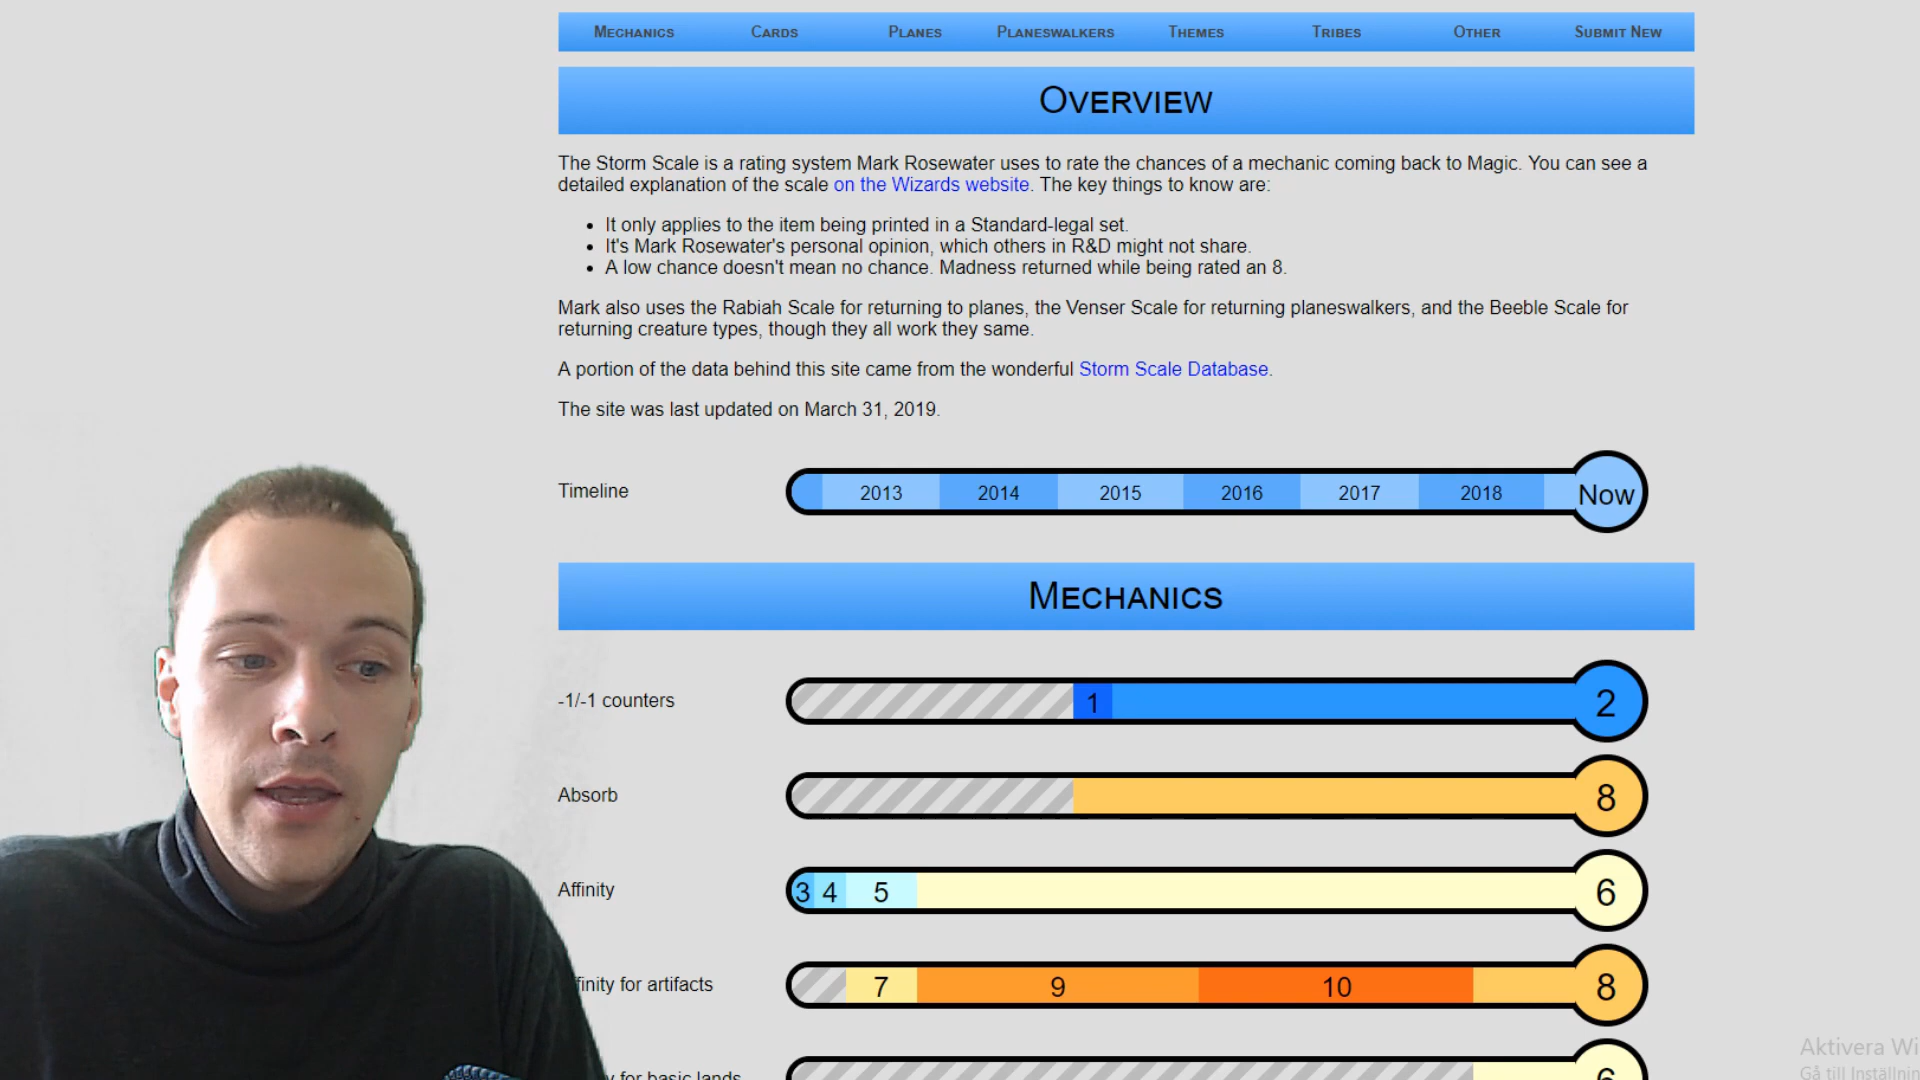 Mechanics Cards Planes Planeswalkers Themes Tribes Other Submit New
Overview
The Storm Scale is a rating system Mark Rosewater uses to rate the chances of a mechanic coming back to Magic. You can see a
detailed explanation of the scale on the Wizards website. The key things to know are:
• It only applies to the item being printed in a Standard-legal set.
• It's Mark Rosewater's personal opinion, which others in R&D might not share.
• A low chance doesn't mean no chance. Madness returned while being rated an 8.
Mark also uses the Rabiah Scale for returning to planes, the Venser Scale for returning planeswalkers, and the Beeble Scale for
returning creature types, though they all work they same.
A portion of the data behind this site came from the wonderful Storm Scale Database.
The site was last updated on March 31, 2019.
Timeline 2013 2014 2015 2016 2017 2018 Now
Mechanics
-1/-1 counters 1 2
Absorb 8
Affinity 3 4 5 6
finity for artifacts 7 9 10 8
y for basic lands 6
Aktivera Wi
Gå till Inställnin